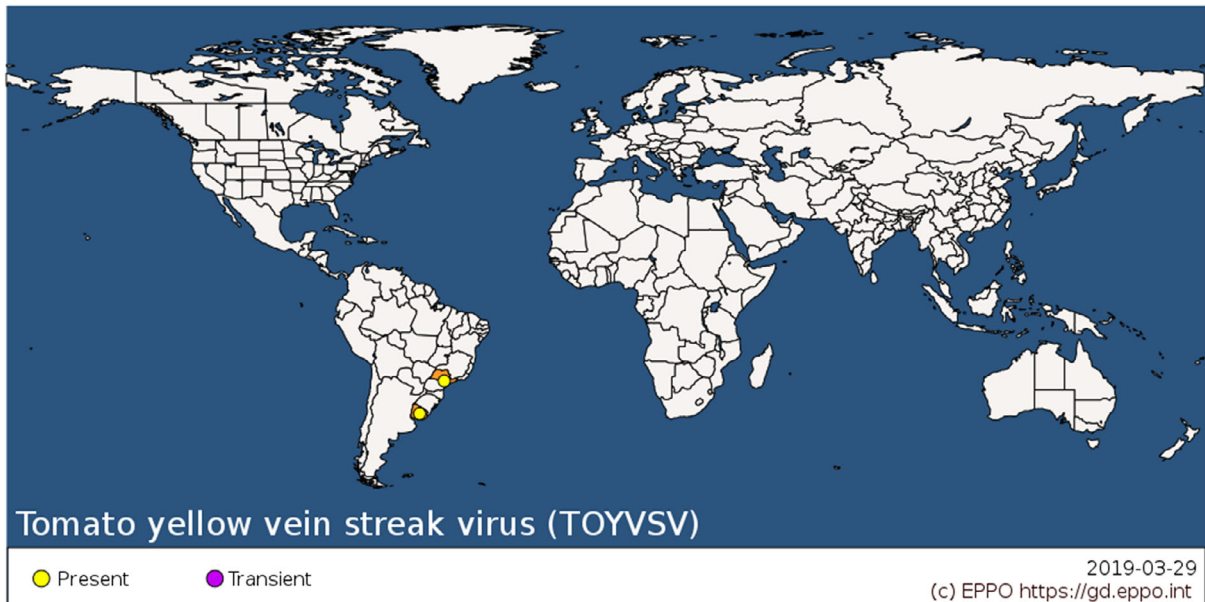 Tomato yellow vein streak virus (TOYVSV)
Present
Transient
2019-03-29
(c) EPPO https://gd.eppo.int